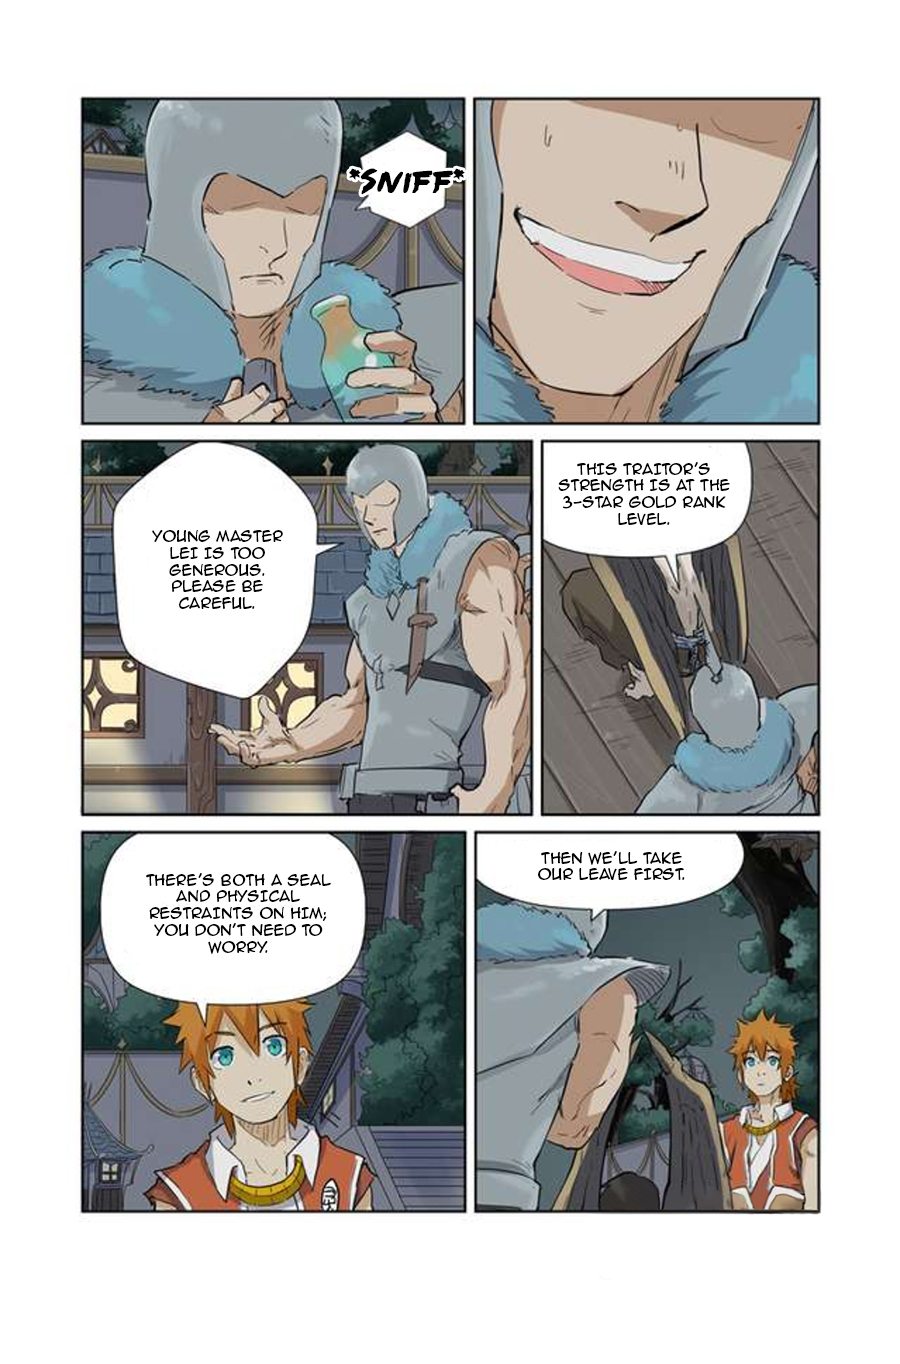 *SNIFF*
YOUNG MASTER
LEI IS TOO
GENEROUS.
PLEASE BE
CAREFUL.
THIS TRAITOR'S
STRENGTH IS AT THE
3-STAR GOLD RANK
LEVEL.
THERE'S BOTH A SEAL
AND PHYSICAL
RESTRAINTS ON HIM;
YOU DON'T NEED TO
WORRY.
THEN WE'LL TAKE
OUR LEAVE FIRST.